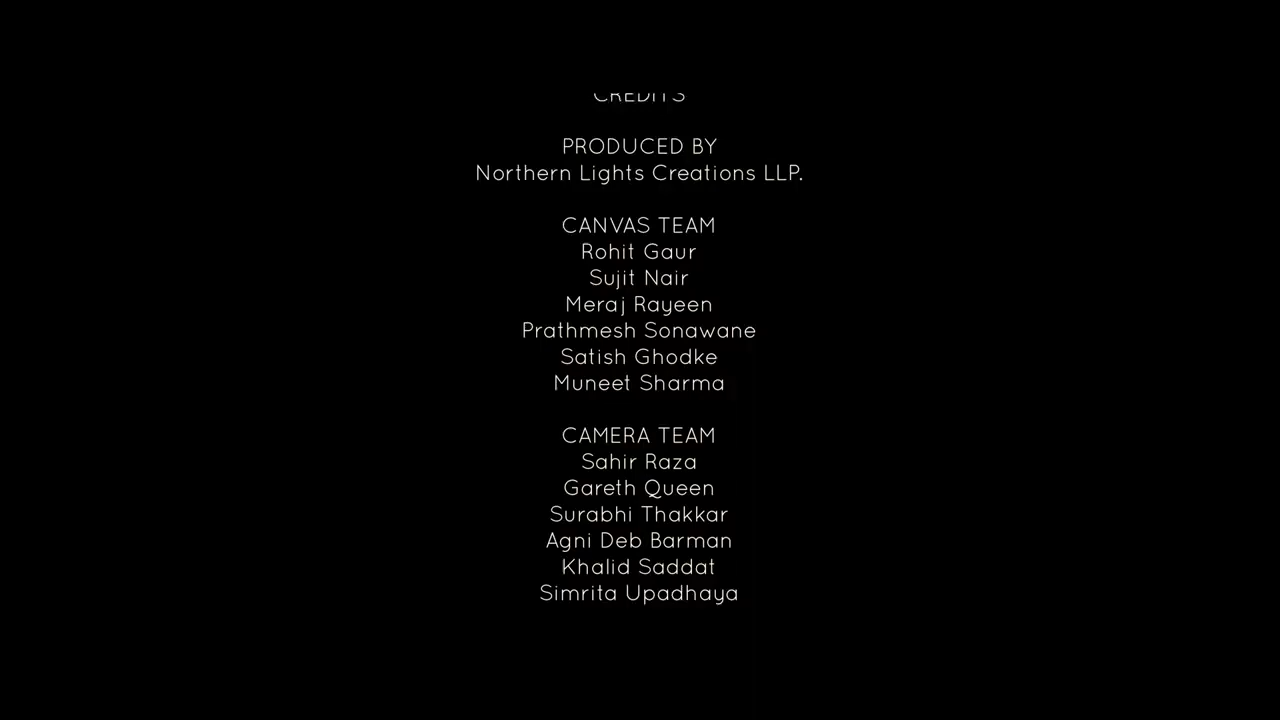 CREDITS
PRODUCED BY
Northern Lights Creations LLP.
CANVAS TEAM
Rohit Gaur
Sujit Nair
Meraj Rayeen
Prathmesh Sonawane
Satish Ghodke
Muneet Sharma
CAMERA TEAM
Sahir Raza
Gareth Queen
Surabhi Thakkar
Agni Deb Barman
Khalid Saddat
Simrita Upadhaya